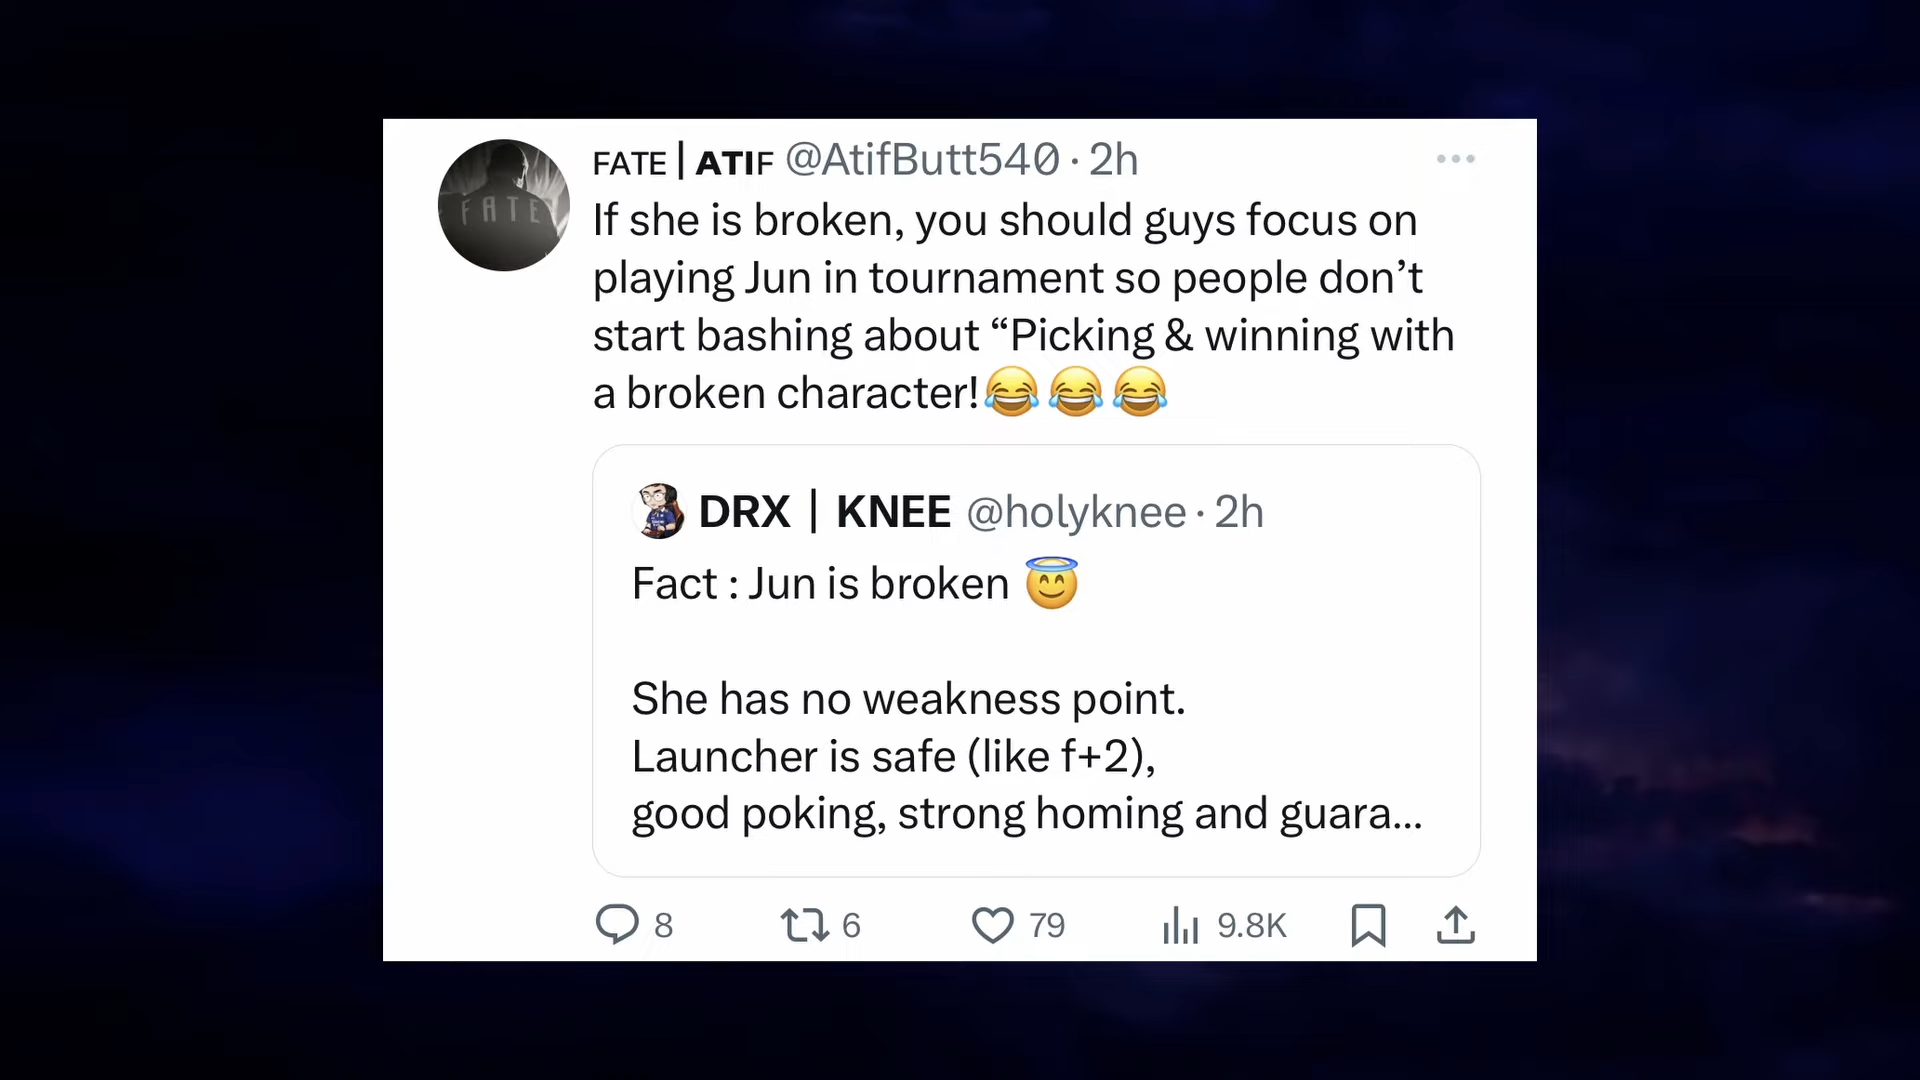 FATE
FATE | ATIF @AtifButt540 · 2h
If she is broken, you should guys focus on
playing Jun in tournament so people don’t
start bashing about “Picking & winning with
a broken character!😂😂😂
DRX | KNEE @holyknee · 2h
Fact : Jun is broken 😇
She has no weakness point.
Launcher is safe (like f+2),
good poking, strong homing and guara...
8 6 79 9.8K